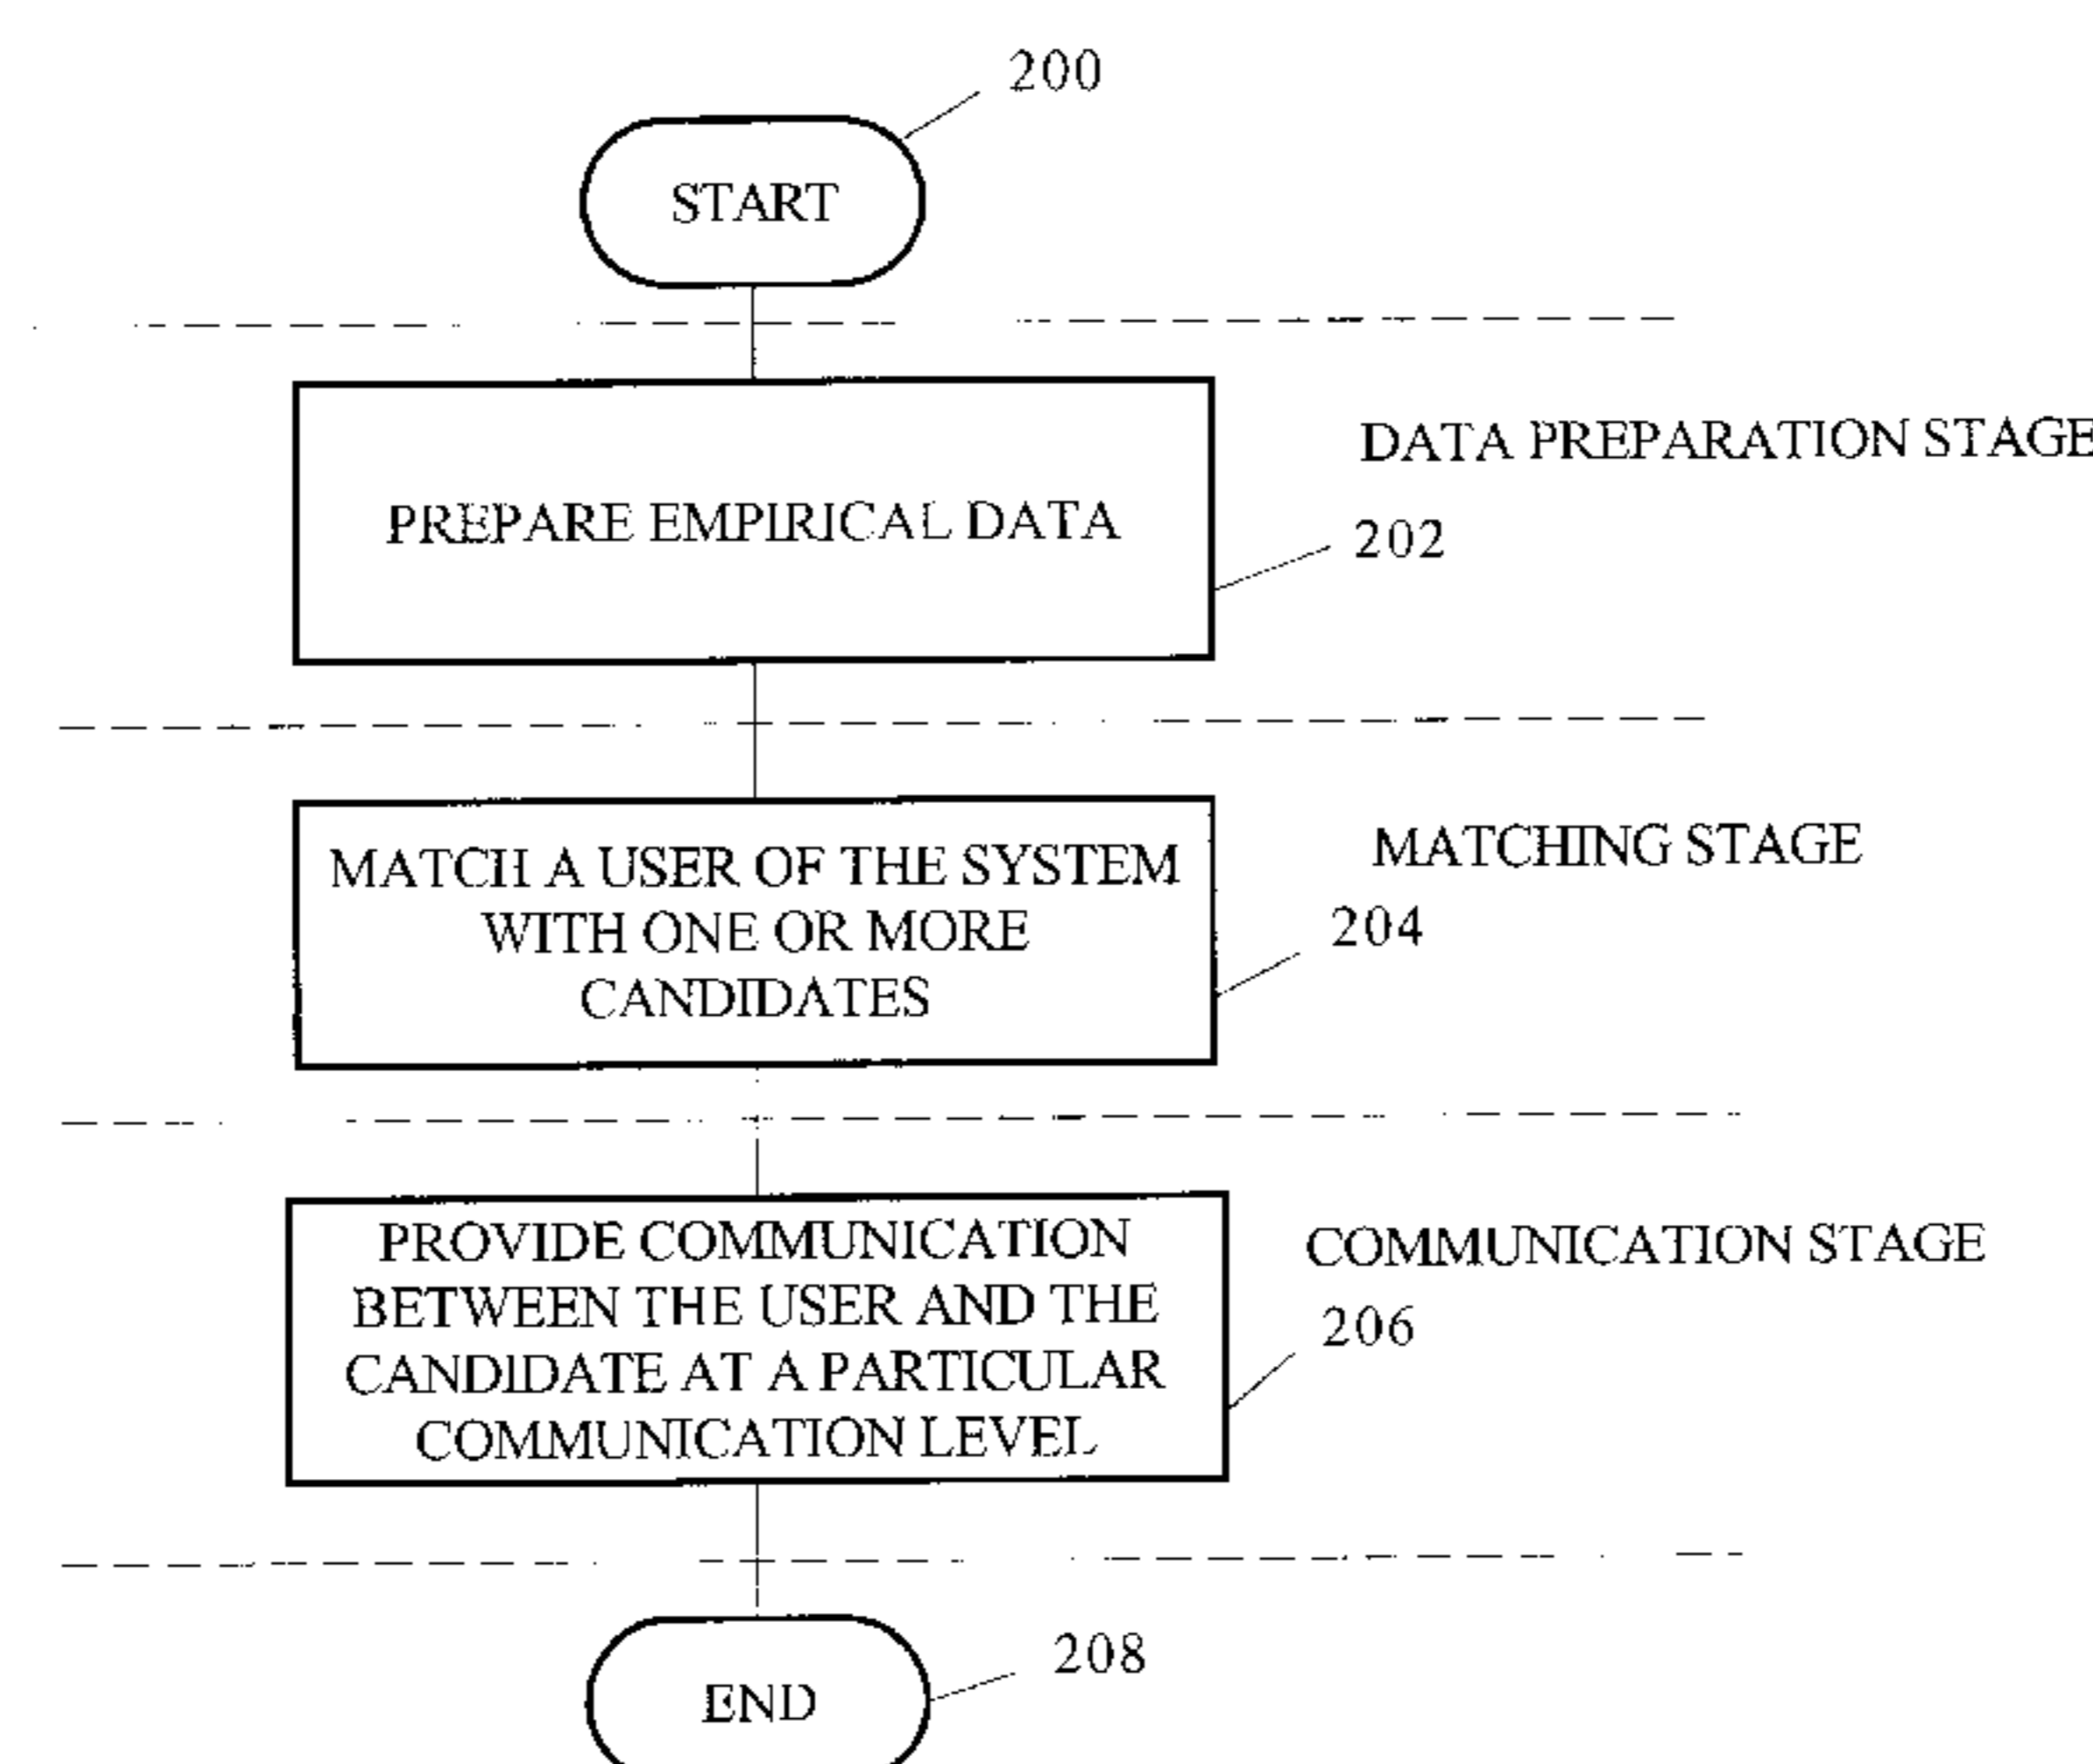 200
START
DATA PREPARATION STAGE
PREPARE EMPIRICAL DATA
202
MATCHING STAGE
MATCH A USER OF THE SYSTEM
WITH ONE OR MORE
CANDIDATES
204
PROVIDE COMMUNICATION
BETWEEN THE USER AND THE
CANDIDATE AT A PARTICULAR
COMMUNICATION LEVEL
COMMUNICATION STAGE
206
208
END